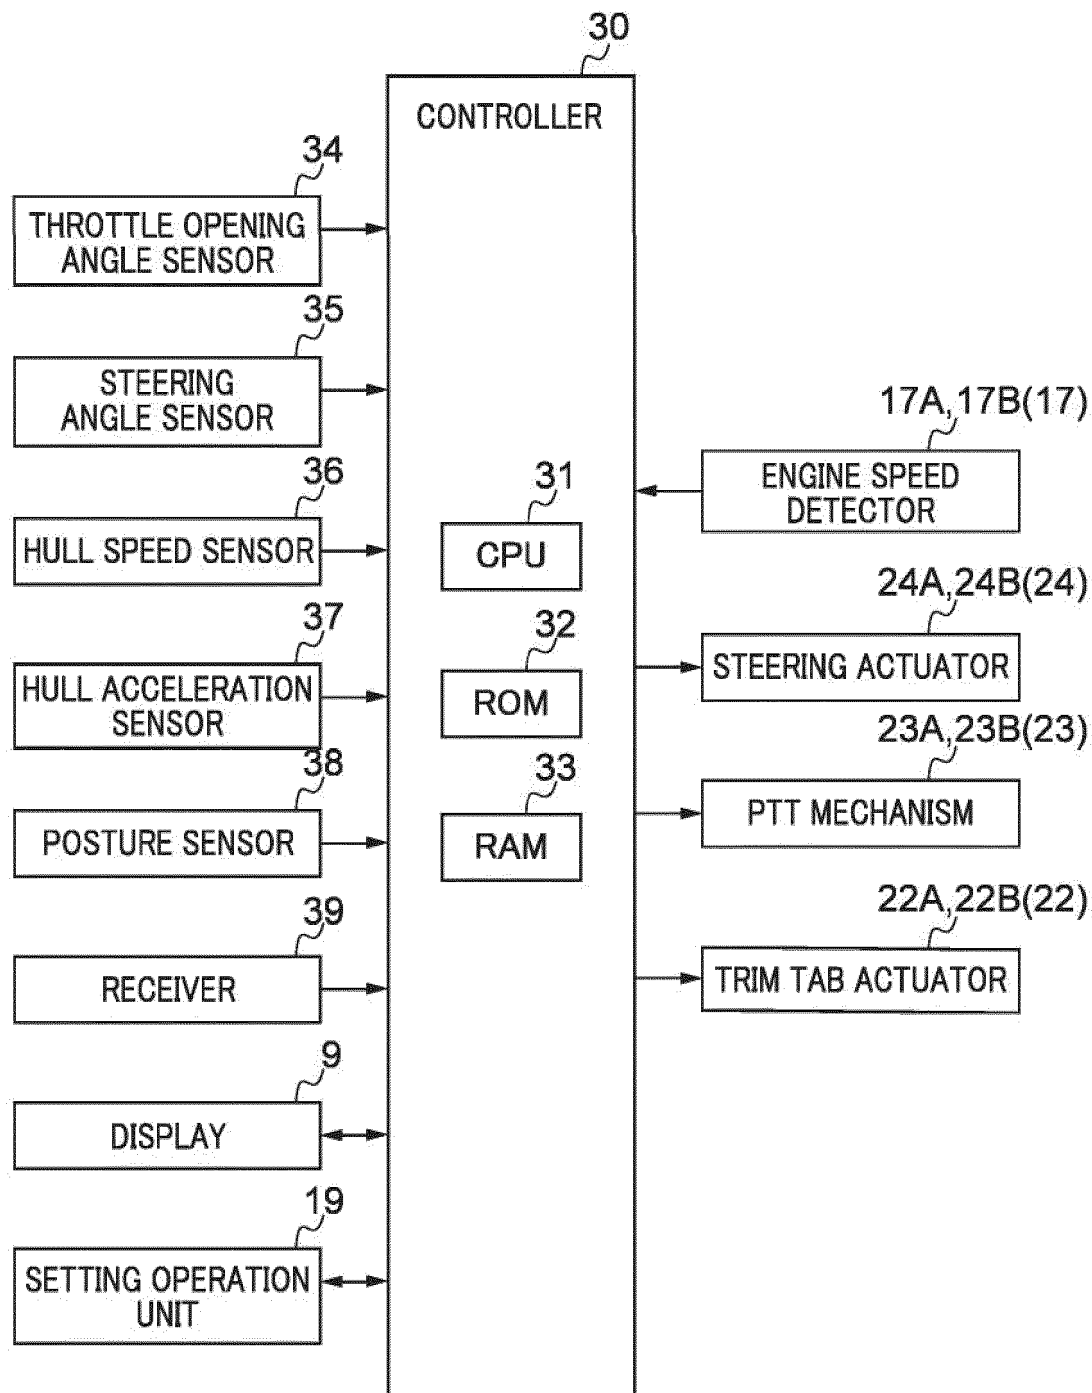 30
CONTROLLER
34
THROTTLE OPENING
ANGLE SENSOR
35
STEERING
ANGLE SENSOR
36
HULL SPEED SENSOR
37
HULL ACCELERATION
SENSOR
38
POSTURE SENSOR
39
RECEIVER
9
DISPLAY
19
SETTING OPERATION
UNIT
31
CPU
32
ROM
33
RAM
17A,17B(17)
ENGINE SPEED
DETECTOR
24A,24B(24)
STEERING ACTUATOR
23A,23B(23)
PTT MECHANISM
22A,22B(22)
TRIM TAB ACTUATOR